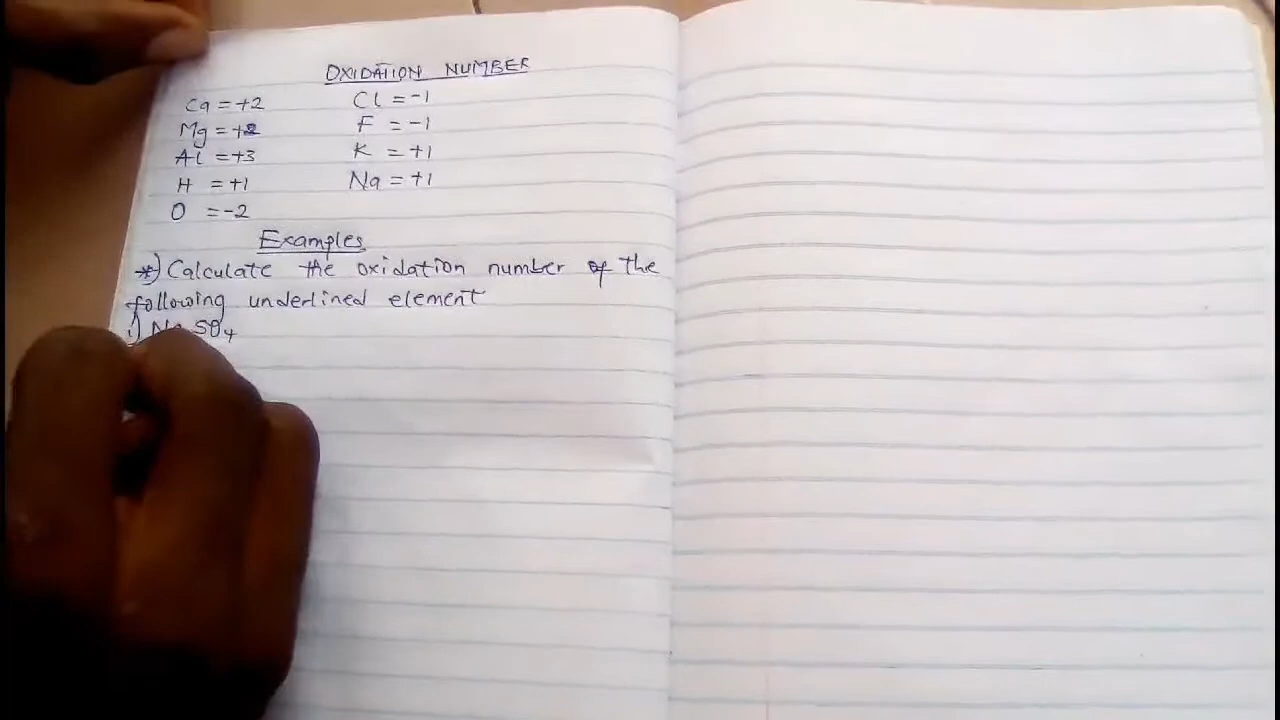 OXIDATION NUMBER
Ca = +2 Cl = -1
Mg = +2 F = -1
Al = +3 K = +1
H = +1 Na = +1
O = -2
Examples
*) Calculate the oxidation number of the
following underlined element
i) SO4